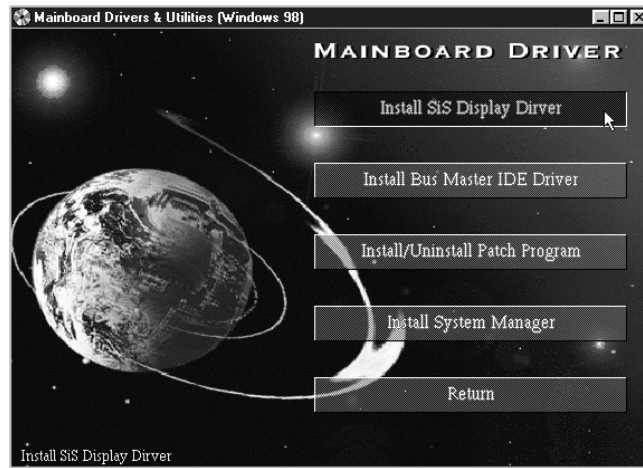 Mainboard Drivers & Utilities (Windows 98)
MAINBOARD DRIVER
Install SiS Display Dirver
Install Bus Master IDE Driver
Install/Uninstall Patch Program
Install System Manager
Return
Install SiS Display Dirver